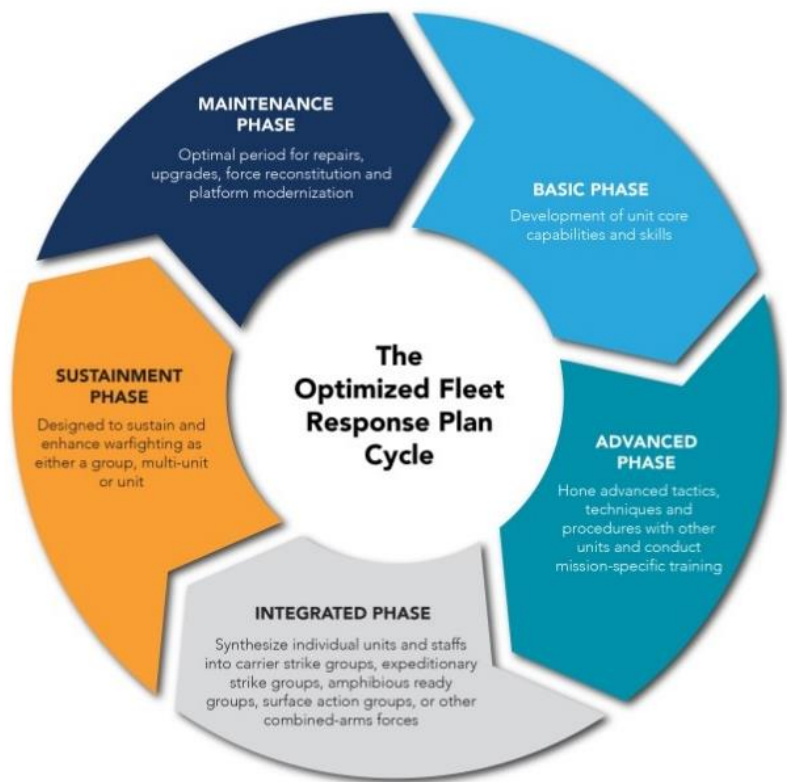 The
Optimized Fleet
Response Plan
Cycle
MAINTENANCE
PHASE
Optimal period for repairs,
upgrades, force reconstitution and
platform modernization
BASIC PHASE
Development of unit core
capabilities and skills
ADVANCED
PHASE
Hone advanced tactics,
techniques and
procedures with other
units and conduct
mission-specific training
INTEGRATED PHASE
Synthesize individual units and staffs
into carrier strike groups, expeditionary
strike groups, amphibious ready
groups, surface action groups, or other
combined-arms forces
SUSTAINMENT
PHASE
Designed to sustain and
enhance warfighting as
either a group, multi-unit
or unit